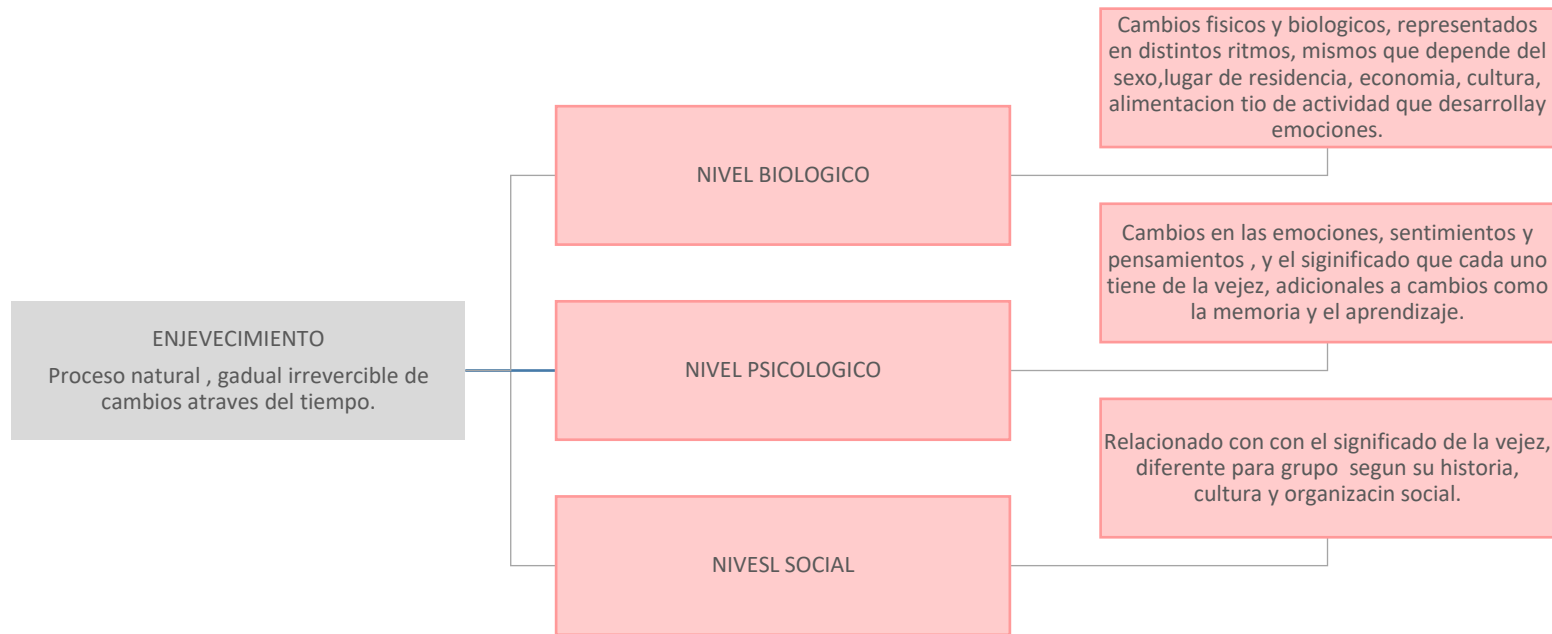 ENJEVECIMIENTO
Proceso natural , gadual irrevercible de
cambios atraves del tiempo.
NIVEL BIOLOGICO
Cambios fisicos y biologicos, representados
en distintos ritmos, mismos que depende del
sexo,lugar de residencia, economia, cultura,
alimentacion tio de actividad que desarrollay
emociones.
NIVEL PSICOLOGICO
Cambios en las emociones, sentimientos y
pensamientos , y el siginificado que cada uno
tiene de la vejez, adicionales a cambios como
la memoria y el aprendizaje.
NIVESL SOCIAL
Relacionado con con el significado de la vejez,
diferente para grupo  segun su historia,
cultura y organizacin social.